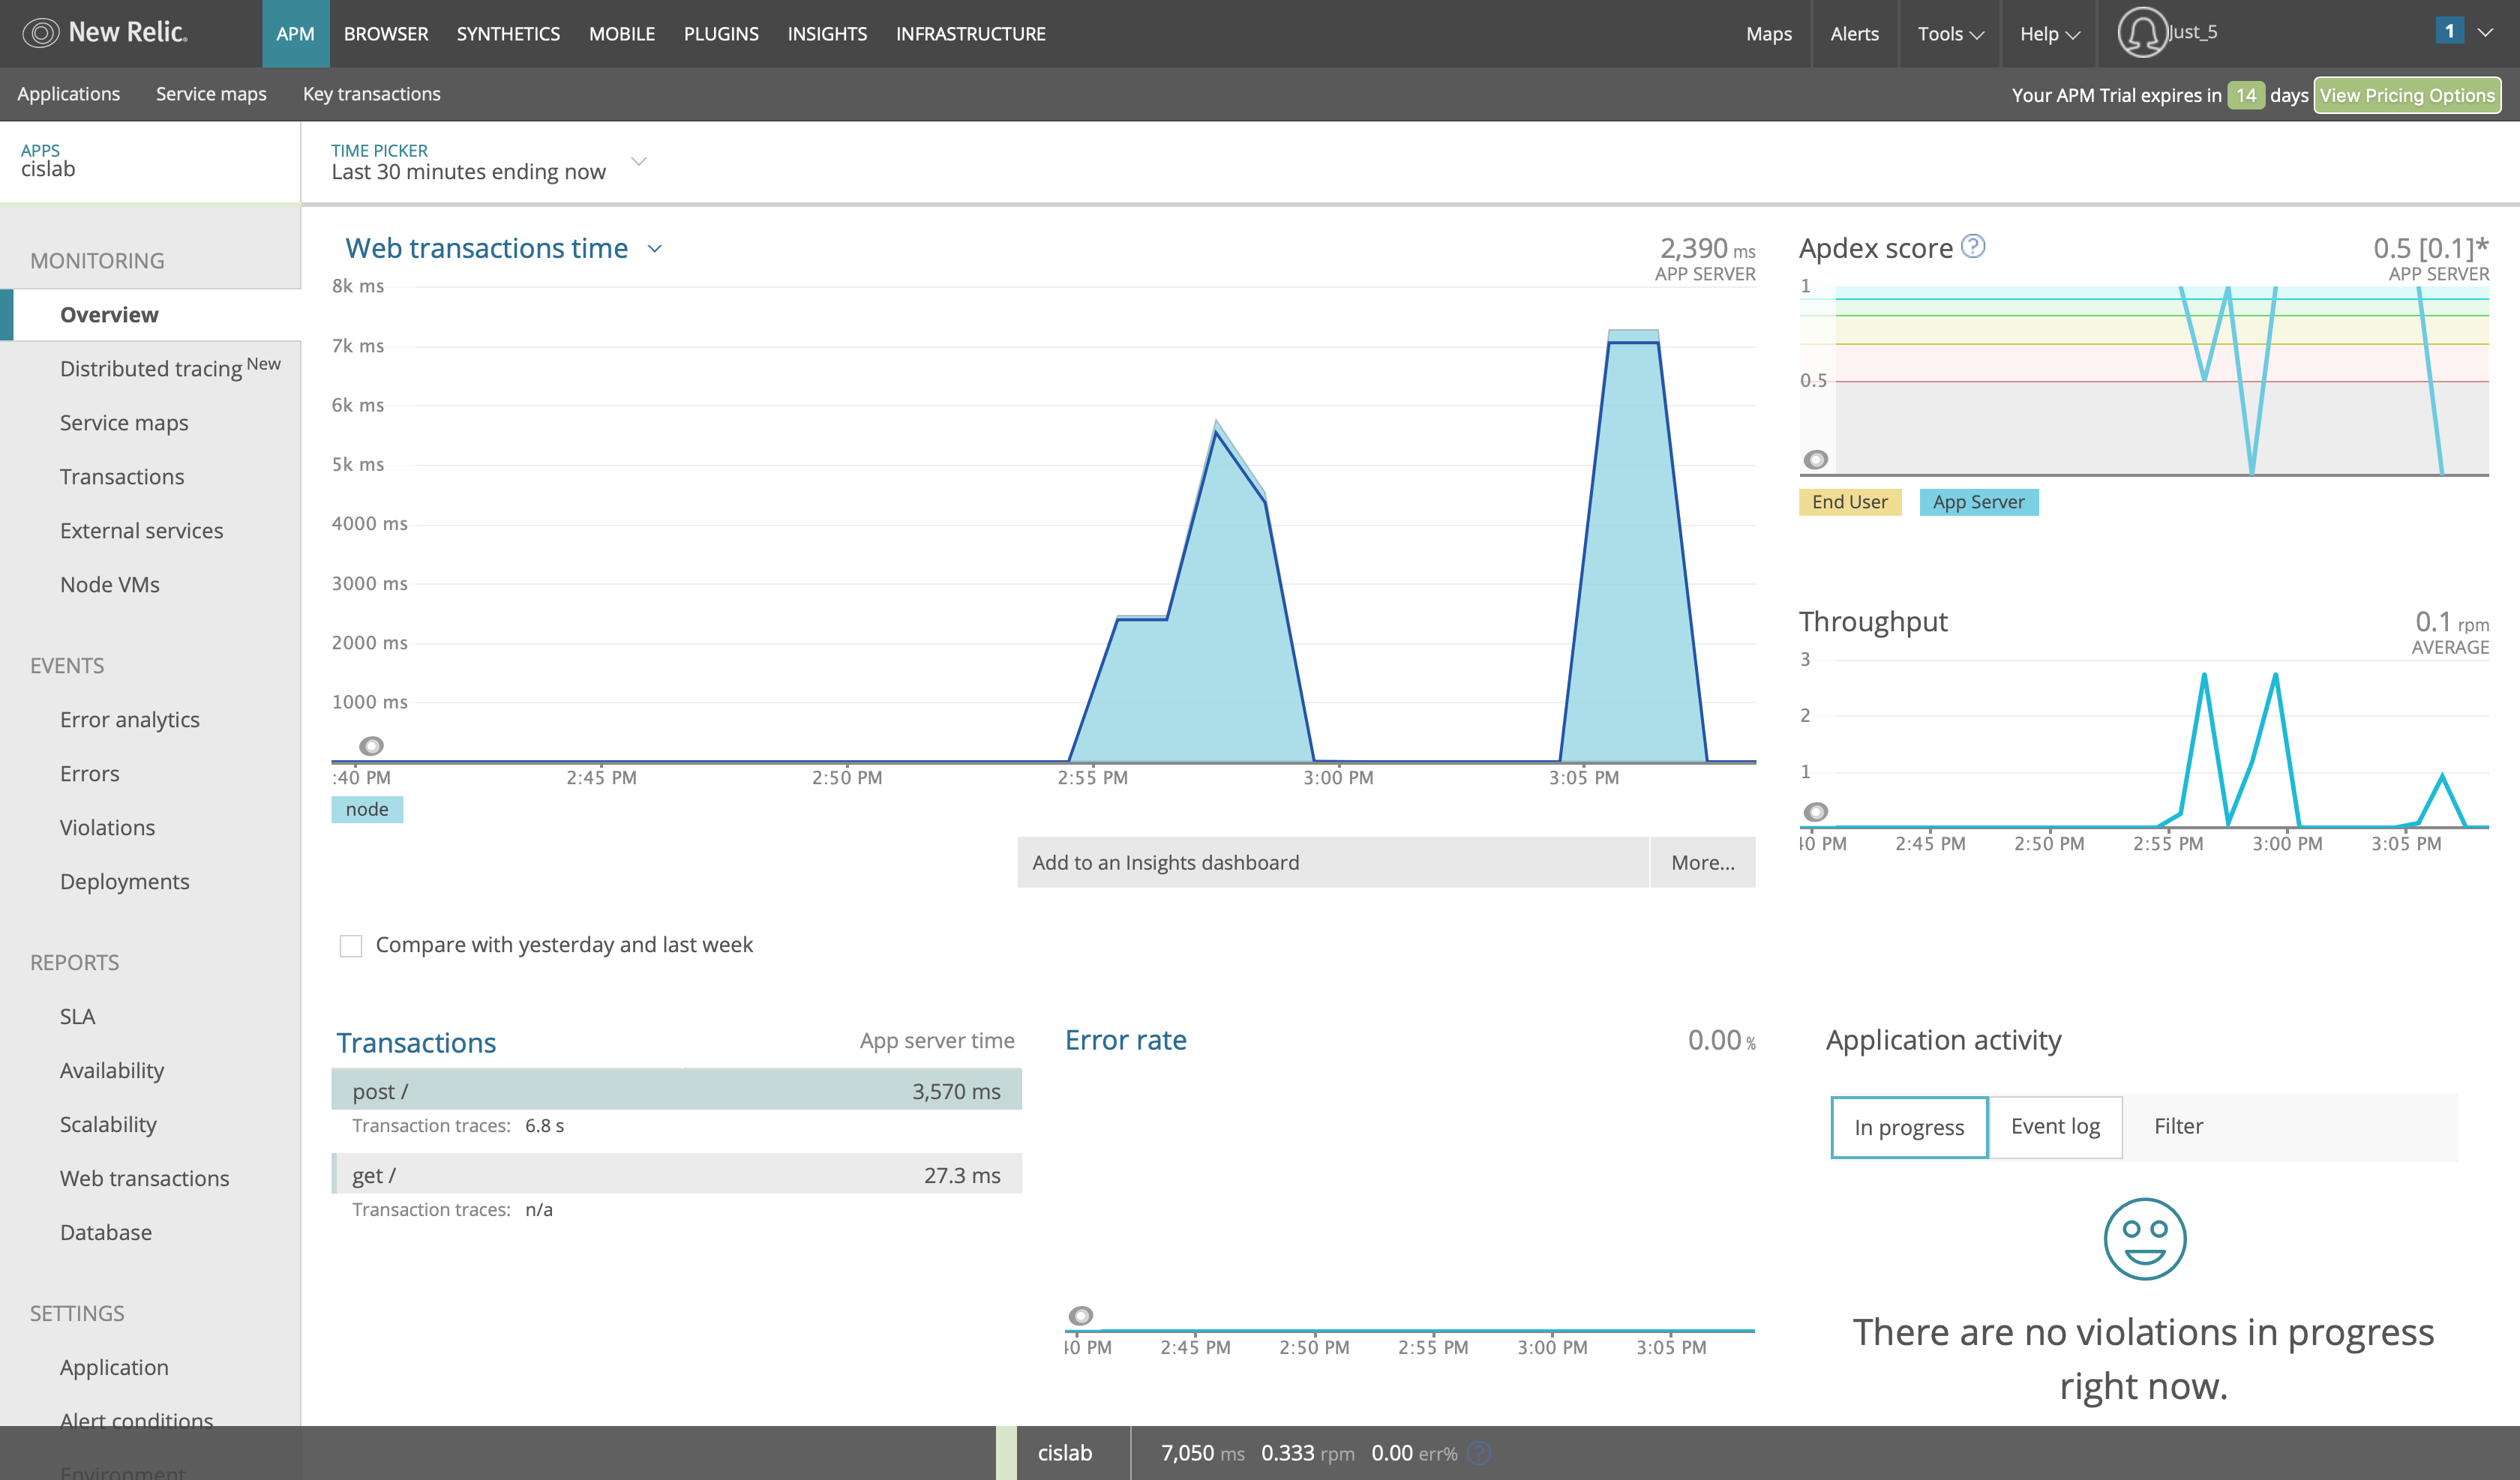 New Relic.
APM BROWSER SYNTHETICS MOBILE PLUGINS INSIGHTS INFRASTRUCTURE
Maps Alerts Tools Help Just_5 1
Applications Service maps Key transactions
Your APM Trial expires in 14 days View Pricing Options
APPS
cislab
TIME PICKER
Last 30 minutes ending now
MONITORING
Overview
Distributed tracing New
Service maps
Transactions
External services
Node VMs
EVENTS
Error analytics
Errors
Violations
Deployments
REPORTS
SLA
Availability
Scalability
Web transactions
Database
SETTINGS
Application
Alert conditions
Environment
Web transactions time
2,390 ms
APP SERVER
8k ms
7k ms
6k ms
5k ms
4000 ms
3000 ms
2000 ms
1000 ms
:40 PM 2:45 PM 2:50 PM 2:55 PM 3:00 PM 3:05 PM
node
Add to an Insights dashboard More...
Compare with yesterday and last week
Apdex score ?
0.5 [0.1]*
APP SERVER
1
0.5
End User App Server
Throughput
0.1 rpm
AVERAGE
3
2
1
40 PM 2:45 PM 2:50 PM 2:55 PM 3:00 PM 3:05 PM
Transactions App server time
post / 3,570 ms
Transaction traces: 6.8 s
get / 27.3 ms
Transaction traces: n/a
Error rate 0.00 %
40 PM 2:45 PM 2:50 PM 2:55 PM 3:00 PM 3:05 PM
Application activity
In progress Event log Filter
There are no violations in progress
right now.
cislab 7,050 ms 0.333 rpm 0.00 err% ?